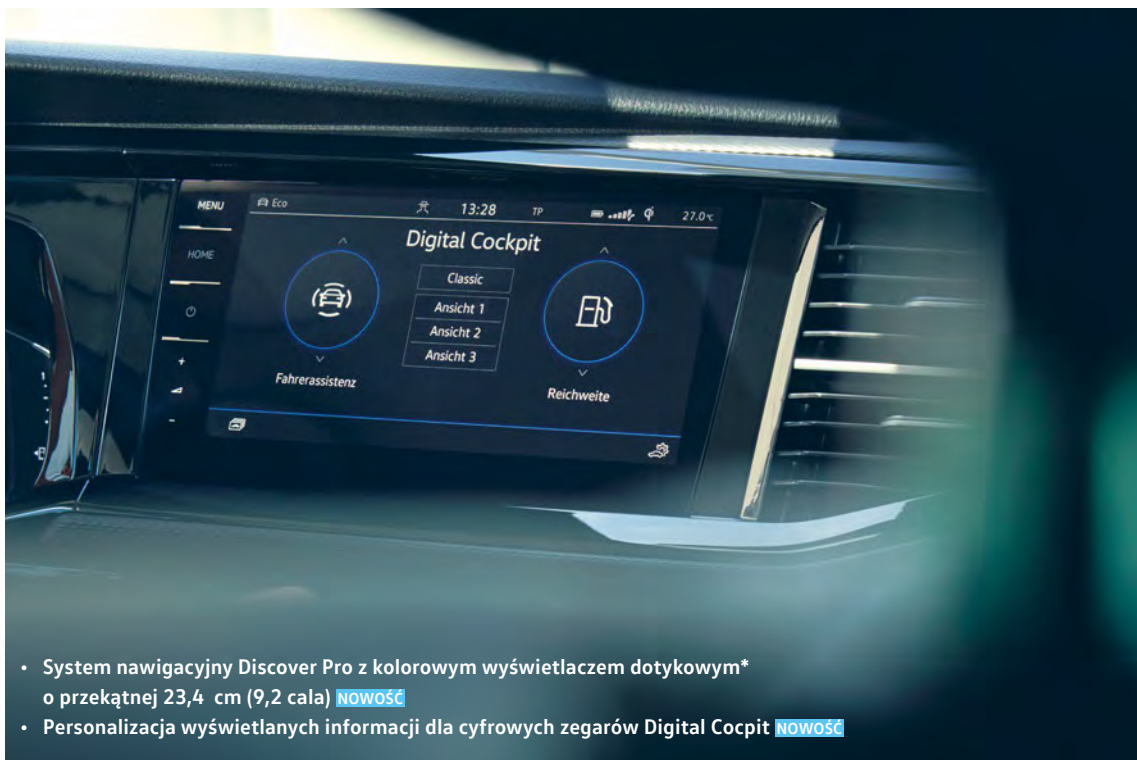 MENU
Eco
13:28
TP
27.0°C
HOME
Digital Cockpit
Classic
Ansicht 1
Ansicht 2
Ansicht 3
Fahrerassistenz
Reichweite
+
-
• System nawigacyjny Discover Pro z kolorowym wyświetlaczem dotykowym*
o przekątnej 23,4 cm (9,2 cala) NOWOŚĆ
• Personalizacja wyświetlanych informacji dla cyfrowych zegarów Digital Cocpit NOWOŚĆ